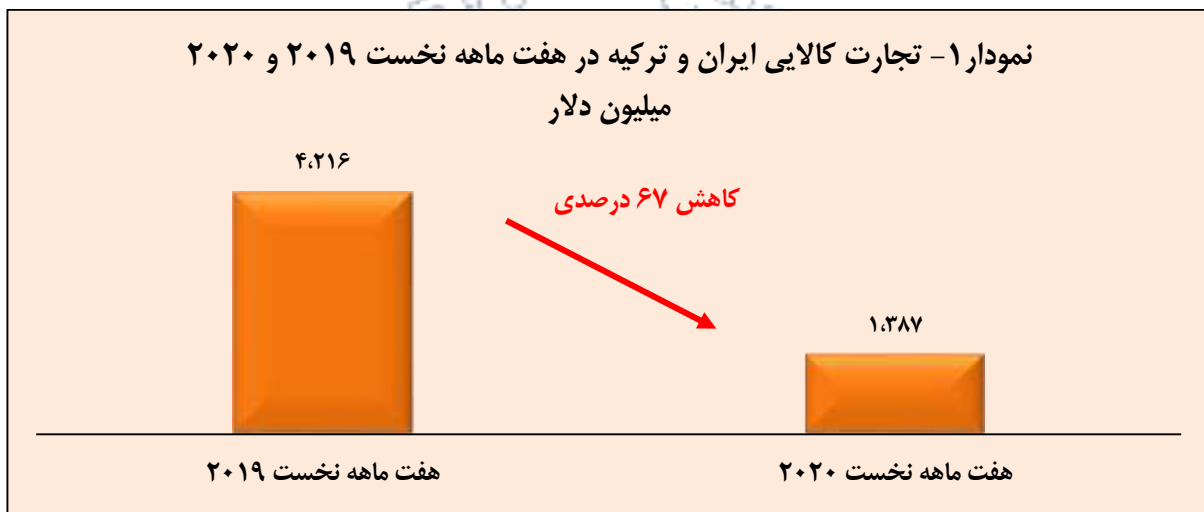 نمودار۱- تجارت کالایی ایران و ترکیه در هفت ماهه نخست ۲۰۱۹ و ۲۰۲۰
میلیون دلار
۴،۲۱۶
کاهش ۶۷ درصدی
۱،۳۸۷
هفت ماهه نخست ۲۰۱۹
هفت ماهه نخست ۲۰۲۰